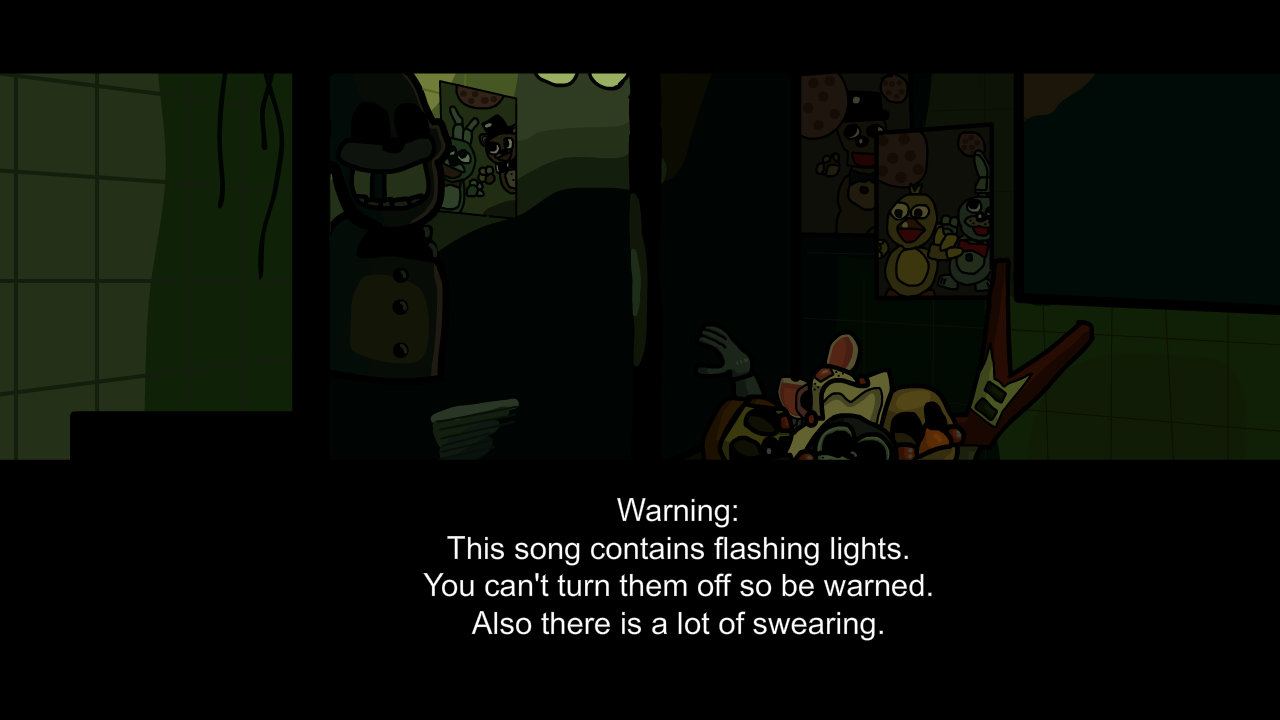 Warning:
This song contains flashing lights.
You can't turn them off so be warned.
Also there is a lot of swearing.